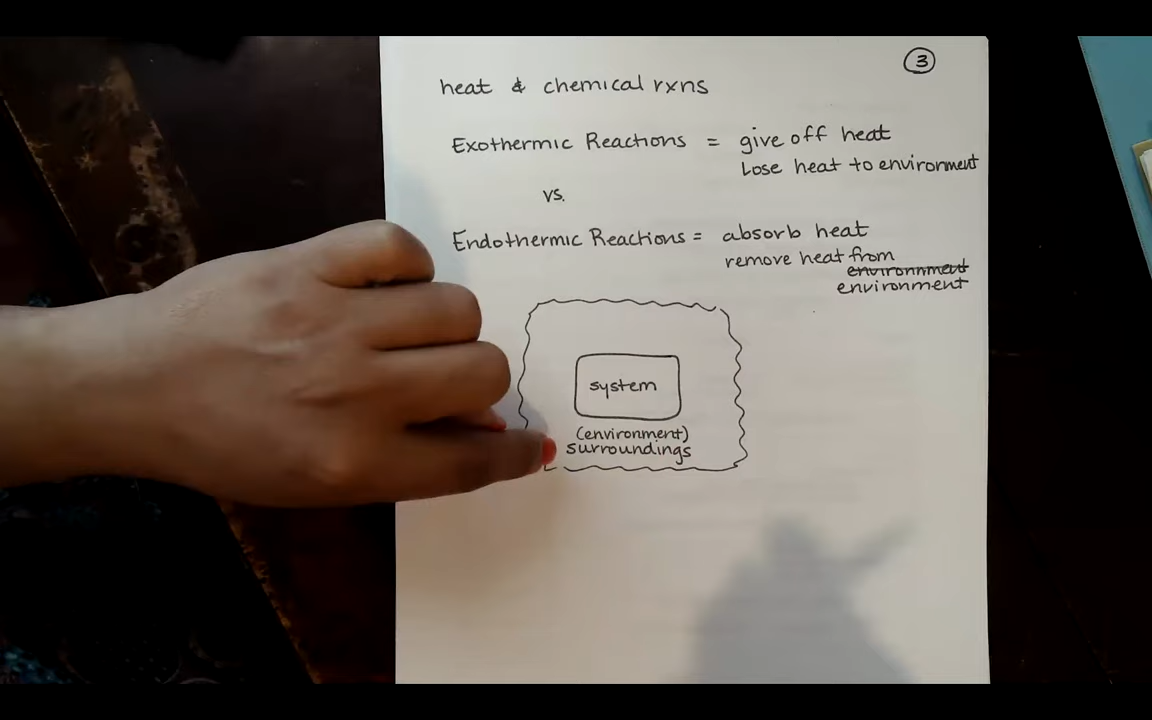 3
heat & chemical rxns
Exothermic Reactions = give off heat
Lose heat to environment
vs.
Endothermic Reactions = absorb heat
remove heat from
environnment
environment
system
(environment)
surroundings